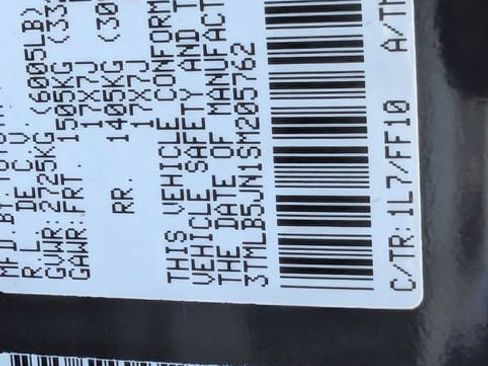 MFD BY:TOYOTA
R. L. DE C.V.
GVWR: 2725KG (6005LB)
GAWR: FRT. 1505KG (33
17X7J
RR. 1405KG (30
17X7J
THIS VEHICLE CONFORM
VEHICLE SAFETY AND T
THE DATE OF MANUFACT
3TMLB5JN1SM205762
C/TR:1L7/FF10 A/T